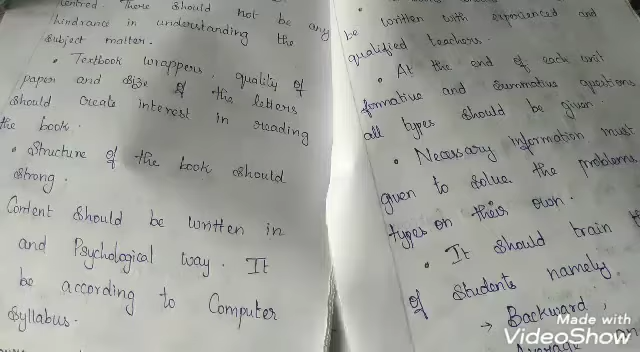 centred. There should not be any
hindrance in understanding the
subject matter.
• Textbook wrappers, quality of
paper and size of the letters
should create interest in reading
the book.
• Structure of the book should
strong.
Content should be written in
and Psychological way. It
be according to Computer
syllabus.
be written with experienced and
qualified teachers.
• At the end of each unit
formative and summative questions
all types should be given.
• Necessary information must
given to solve the problems
types on their own.
• It should train
of students namely
→ Backward,
Average
Made with
VideoShow